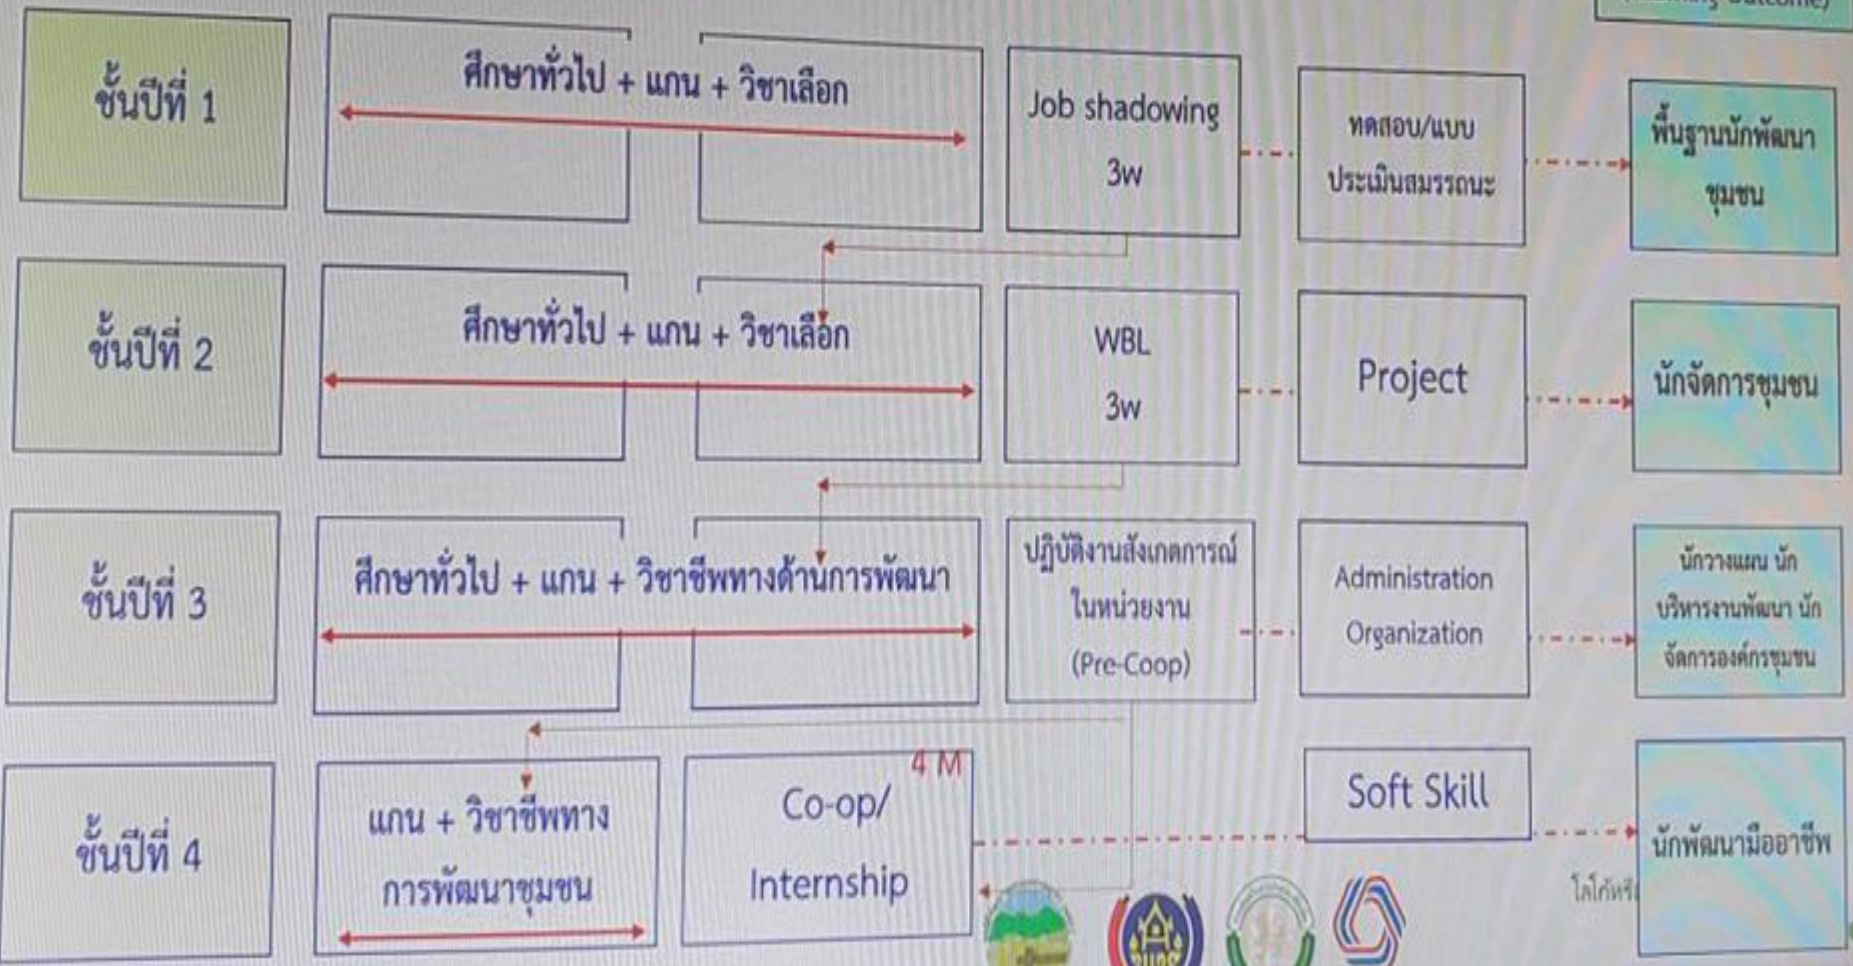 Outcome)
ชั้นปีที่ 1
ศึกษาทั่วไป + แกน + วิชาเลือก
Job shadowing
3w
ทดสอบ/แบบ
ประเมินสมรรถนะ
พื้นฐานนักพัฒนา
ชุมชน
ชั้นปีที่ 2
ศึกษาทั่วไป + แกน + วิชาเลือก
WBL
3w
Project
นักจัดการชุมชน
ชั้นปีที่ 3
ศึกษาทั่วไป + แกน + วิชาชีพทางด้านการพัฒนา
ปฏิบัติงานสังเกตการณ์
ในหน่วยงาน
(Pre-Coop)
Administration
Organization
นักวางแผน นัก
บริหารงานพัฒนา นัก
จัดการองค์กรชุมชน
ชั้นปีที่ 4
แกน + วิชาชีพทาง
การพัฒนาชุมชน
4 M
Co-op/
Internship
Soft Skill
นักพัฒนามืออาชีพ